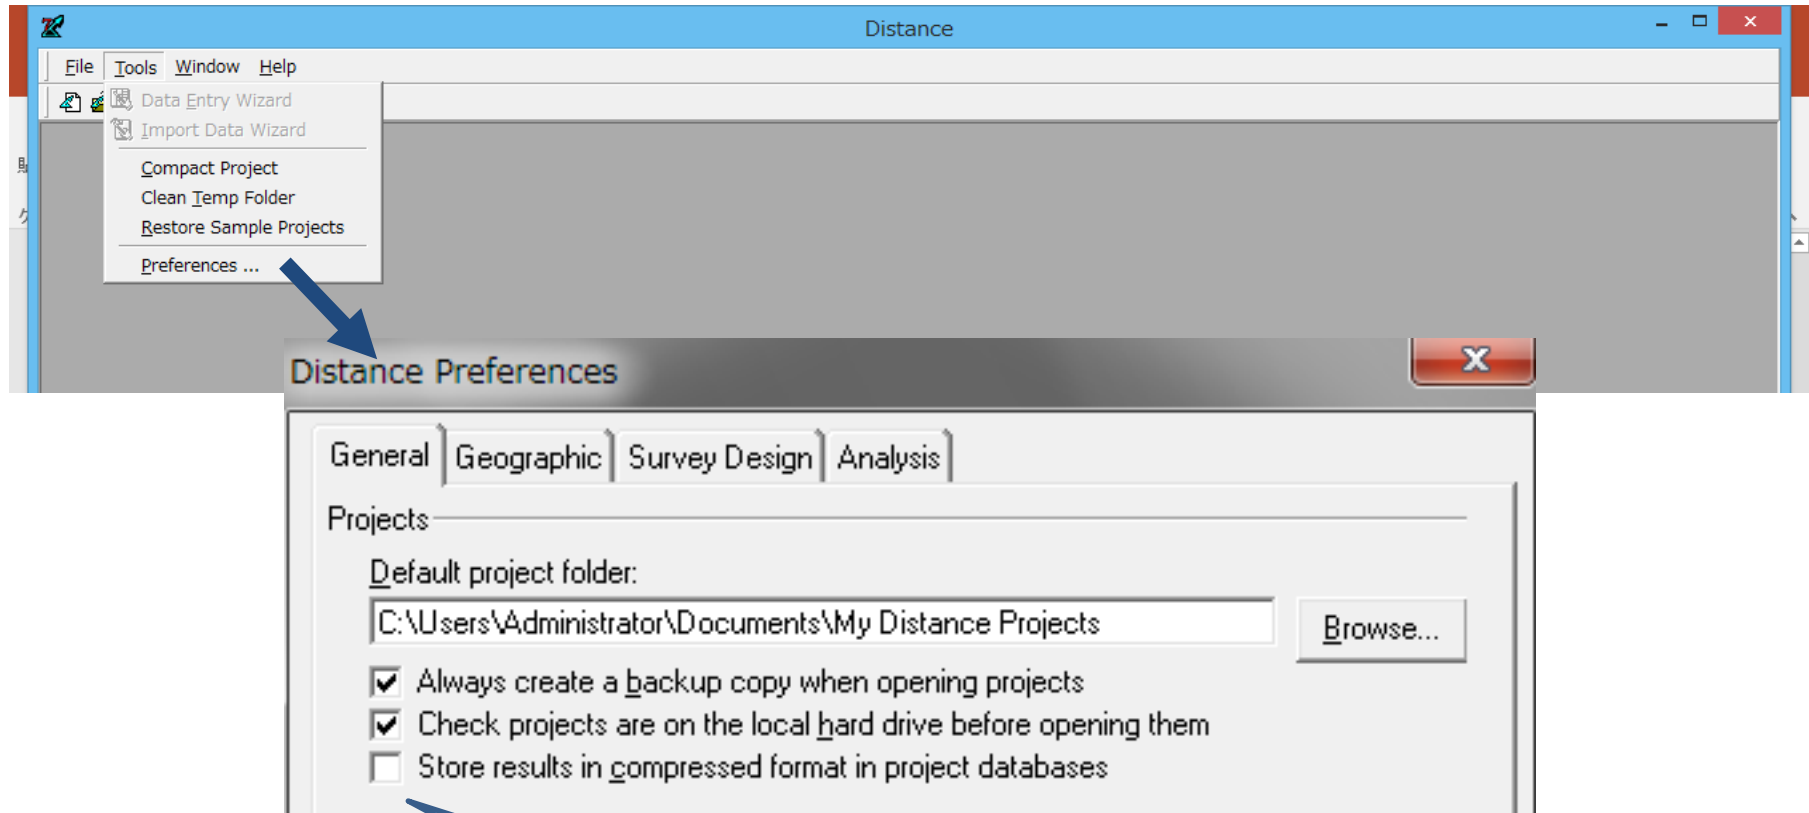 Distance
File Tools Window Help
Data Entry Wizard
Import Data Wizard
Compact Project
Clean Temp Folder
Restore Sample Projects
Preferences ...
Distance Preferences
General Geographic Survey Design Analysis
Projects
Default project folder:
C:\Users\Administrator\Documents\My Distance Projects
Browse...
Always create a backup copy when opening projects
Check projects are on the local hard drive before opening them
Store results in compressed format in project databases